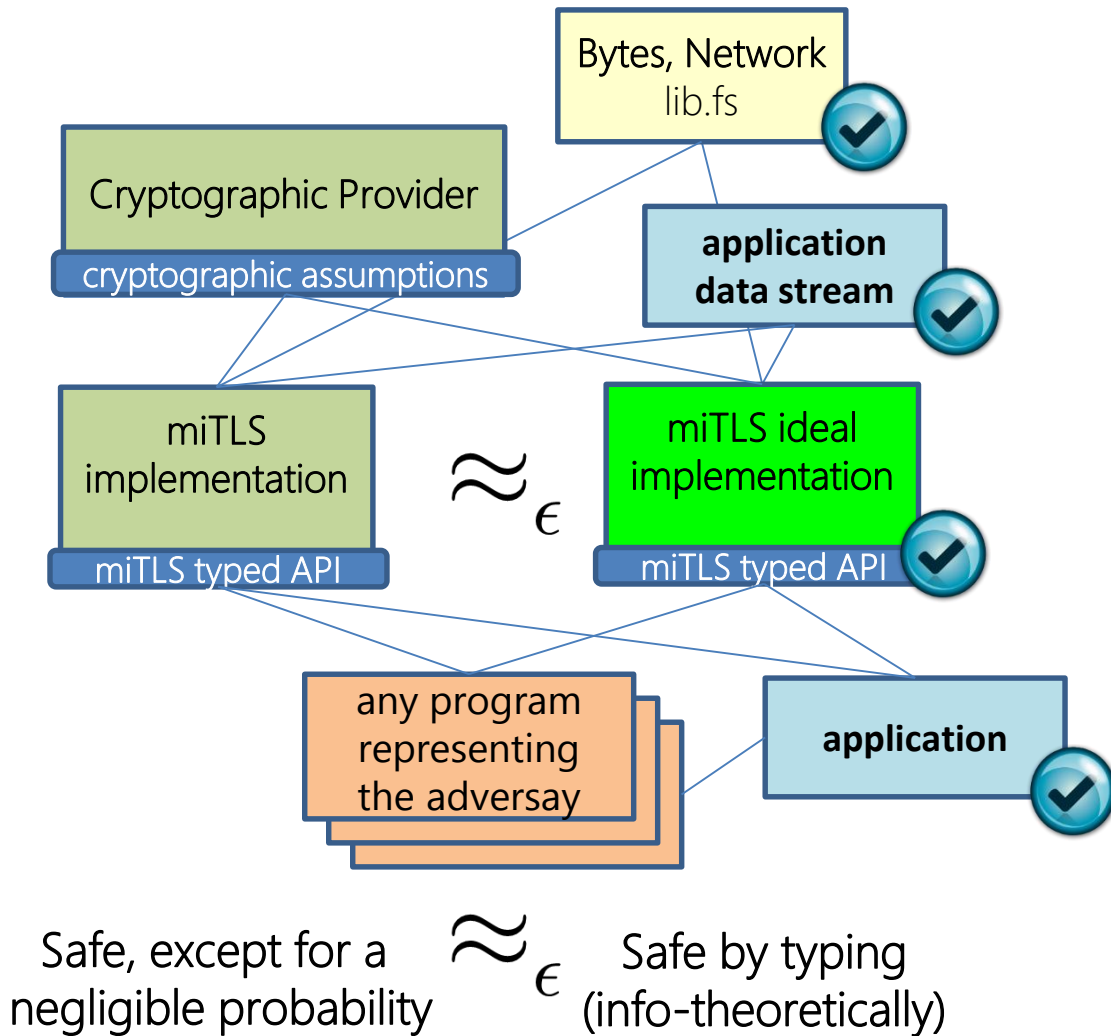 Bytes, Network
lib.fs
Cryptographic Provider
cryptographic assumptions
application
data stream
miTLS
implementation
≈ϵ
miTLS ideal
implementation
miTLS typed API
miTLS typed API
any program
representing
the adversay
application
Safe, except for a
negligible probability
≈ϵ
Safe by typing
(info-theoretically)